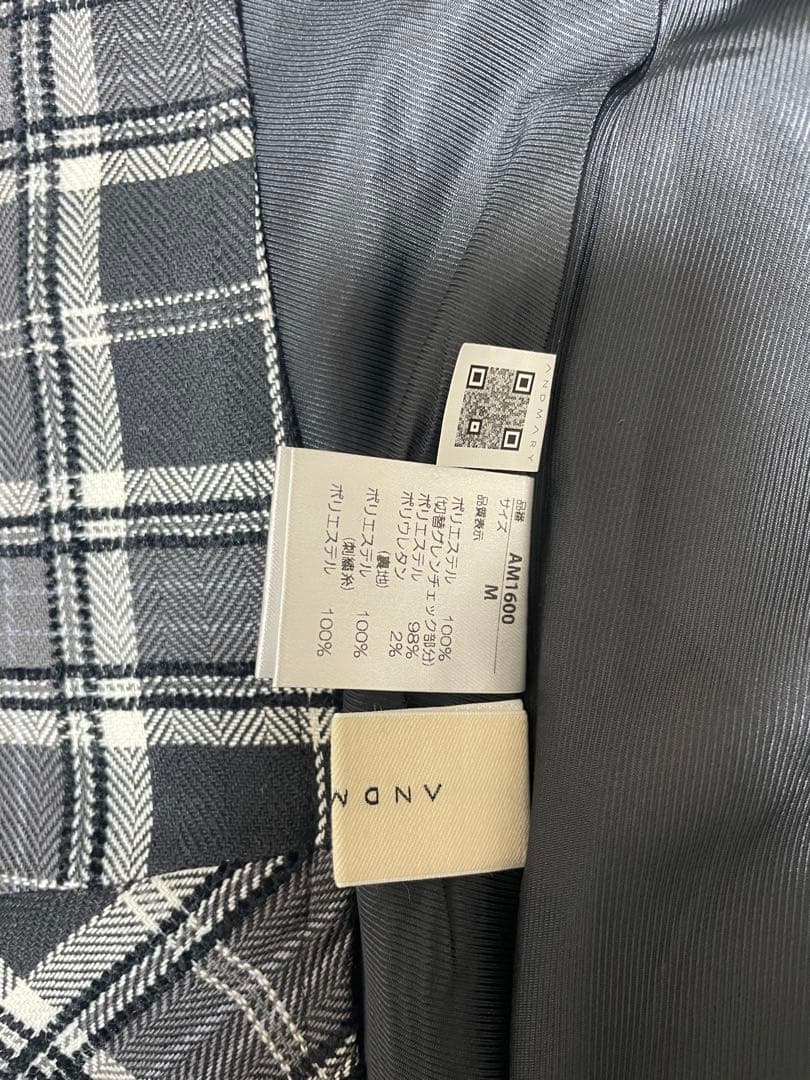 ANDMARY
品番 AM1600
サイズ M
品質表示
ポリエステル 100%
(切替グレンチェック部分)
ポリエステル 98%
ポリウレタン 2%
(裏地)
ポリエステル 100%
(刺繍糸)
ポリエステル 100%
AND